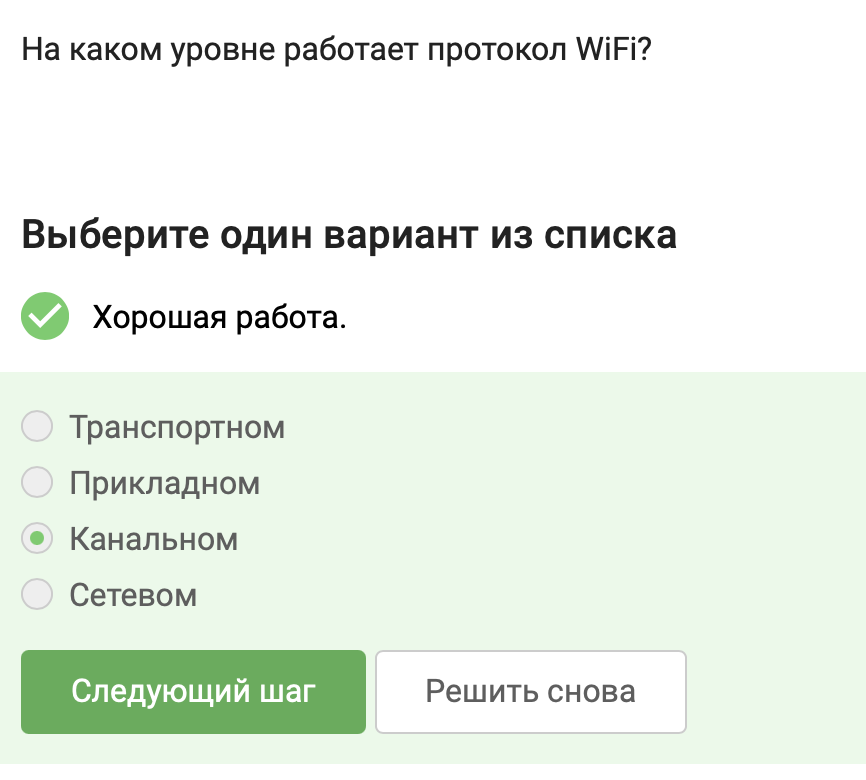 На каком уровне работает протокол WiFi?
Выберите один вариант из списка
Хорошая работа.
Транспортном
Прикладном
Канальном
Сетевом
Следующий шаг
Решить снова